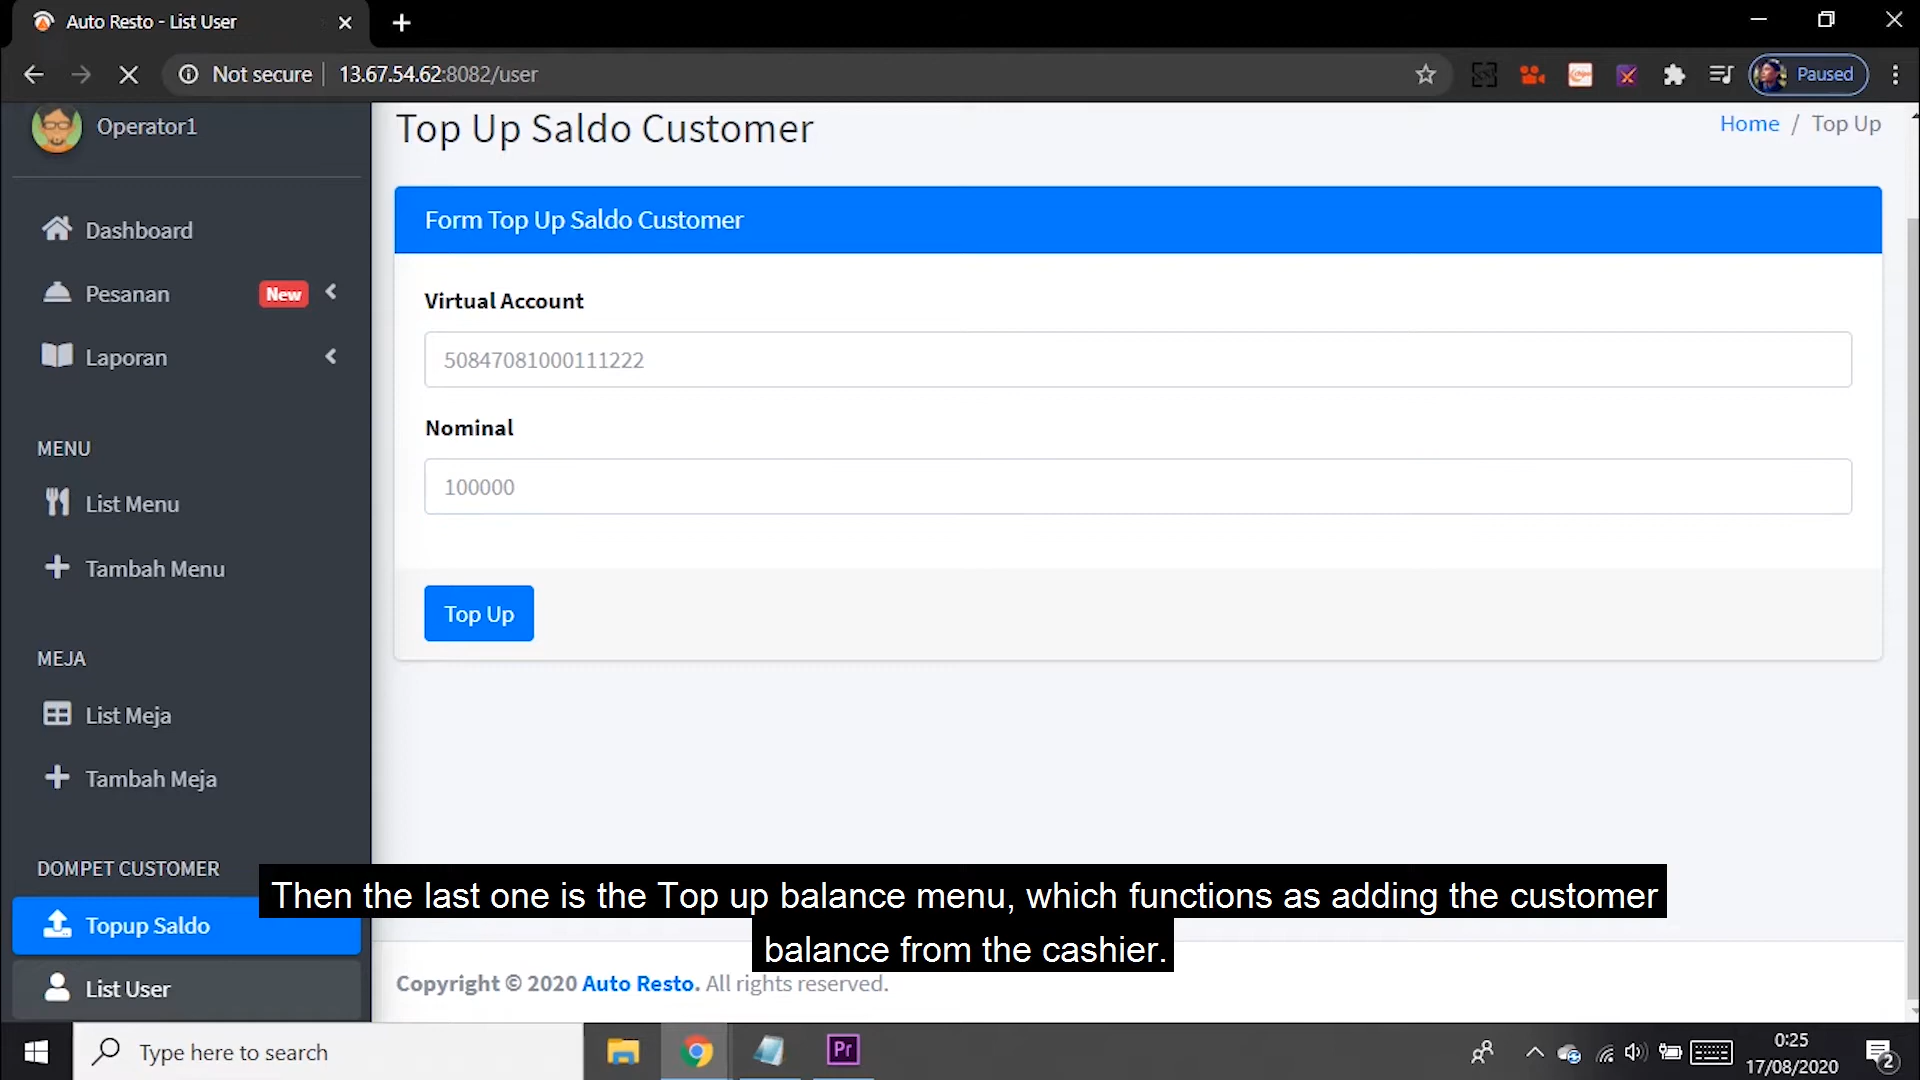 Auto Resto - List User
Not secure
13.67.54.62:8082/user
Paused
Operator1
Top Up Saldo Customer
Home / Top Up
Dashboard
Form Top Up Saldo Customer
Pesanan New
Virtual Account
50847081000111222
Laporan
Nominal
MENU
100000
List Menu
Tambah Menu
Top Up
MEJA
List Meja
Tambah Meja
DOMPET CUSTOMER
Then the last one is the Top up balance menu, which functions as adding the customer
balance from the cashier.
Topup Saldo
List User
Copyright © 2020 Auto Resto. All rights reserved.
Type here to search
Pr
0:25
17/08/2020
2